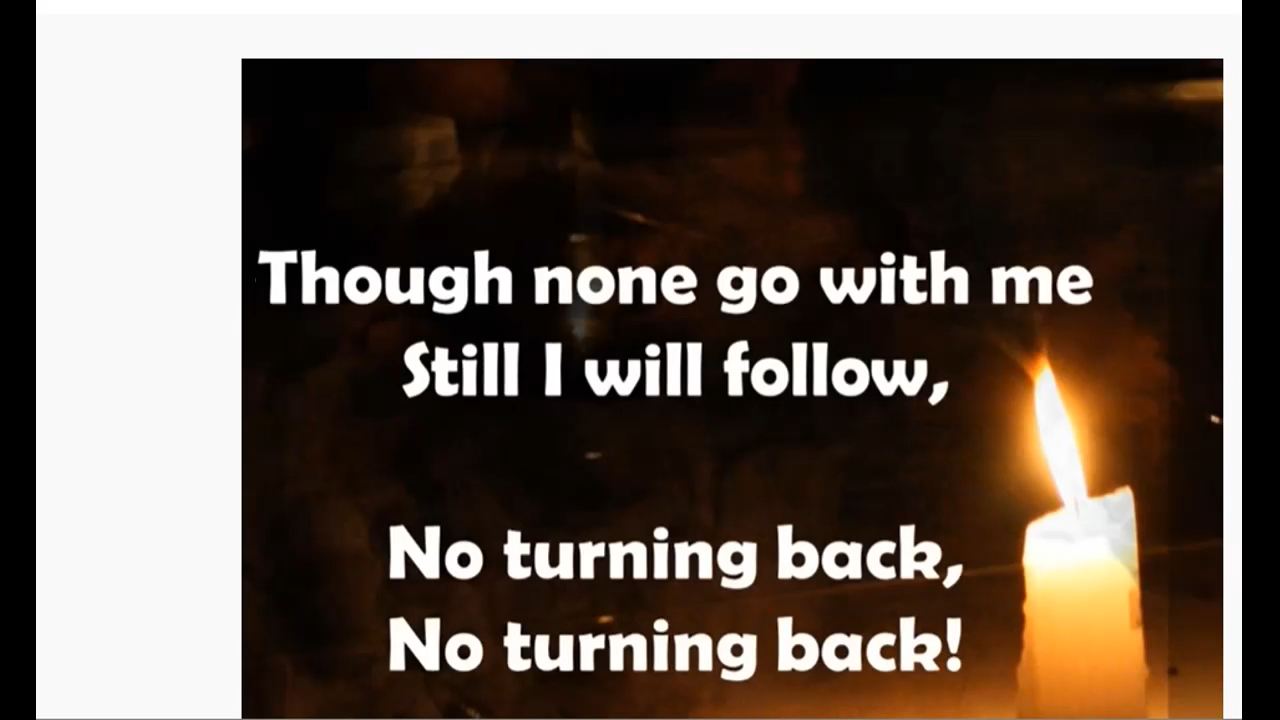 Though none go with me
Still I will follow,
No turning back,
No turning back!